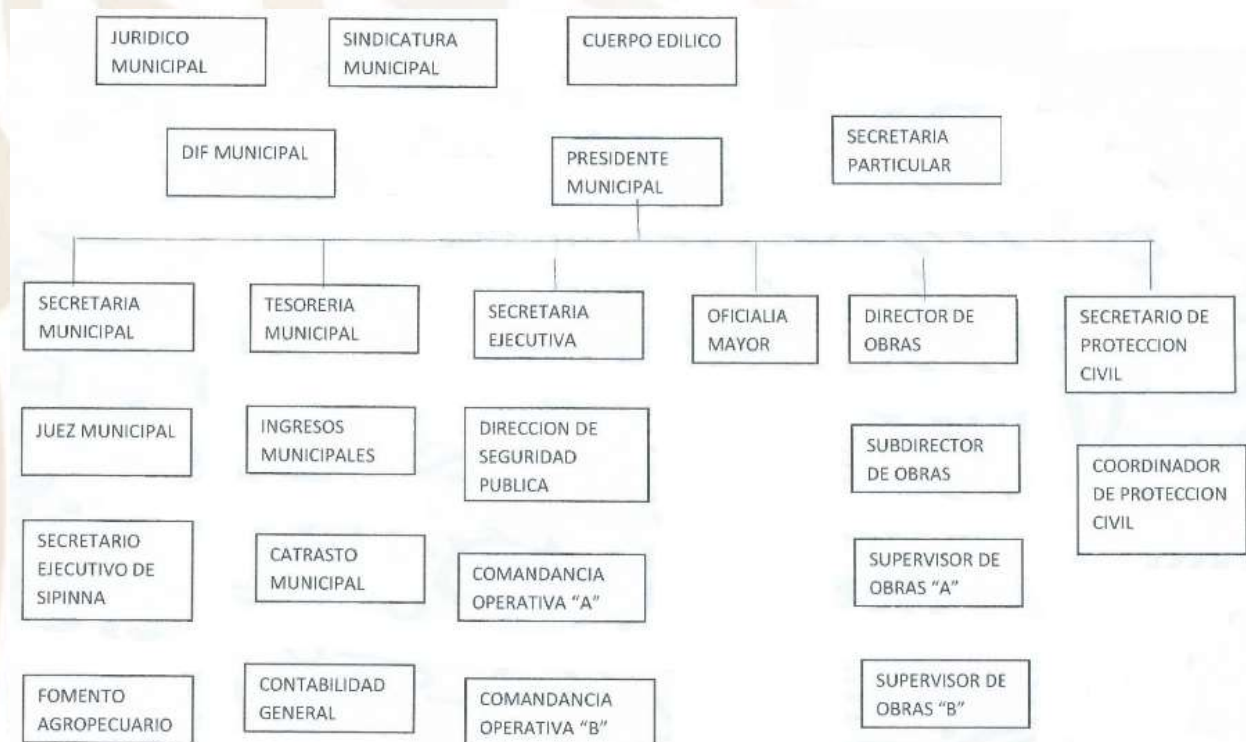 JURIDICO
MUNICIPAL
SINDICATURA
MUNICIPAL
CUERPO EDILICO
DIF MUNICIPAL
PRESIDENTE
MUNICIPAL
SECRETARIA
PARTICULAR
SECRETARIA
MUNICIPAL
TESORERIA
MUNICIPAL
SECRETARIA
EJECUTIVA
OFICIALIA
MAYOR
DIRECTOR DE
OBRAS
SECRETARIO DE
PROTECCION
CIVIL
JUEZ MUNICIPAL
INGRESOS
MUNICIPALES
DIRECCION DE
SEGURIDAD
PUBLICA
SUBDIRECTOR
DE OBRAS
COORDINADOR
DE PROTECCION
CIVIL
SECRETARIO
EJECUTIVO DE
SIPINNA
CATRASTO
MUNICIPAL
COMANDANCIA
OPERATIVA “A”
SUPERVISOR DE
OBRAS “A”
FOMENTO
AGROPECUARIO
CONTABILIDAD
GENERAL
COMANDANCIA
OPERATIVA “B”
SUPERVISOR DE
OBRAS “B”